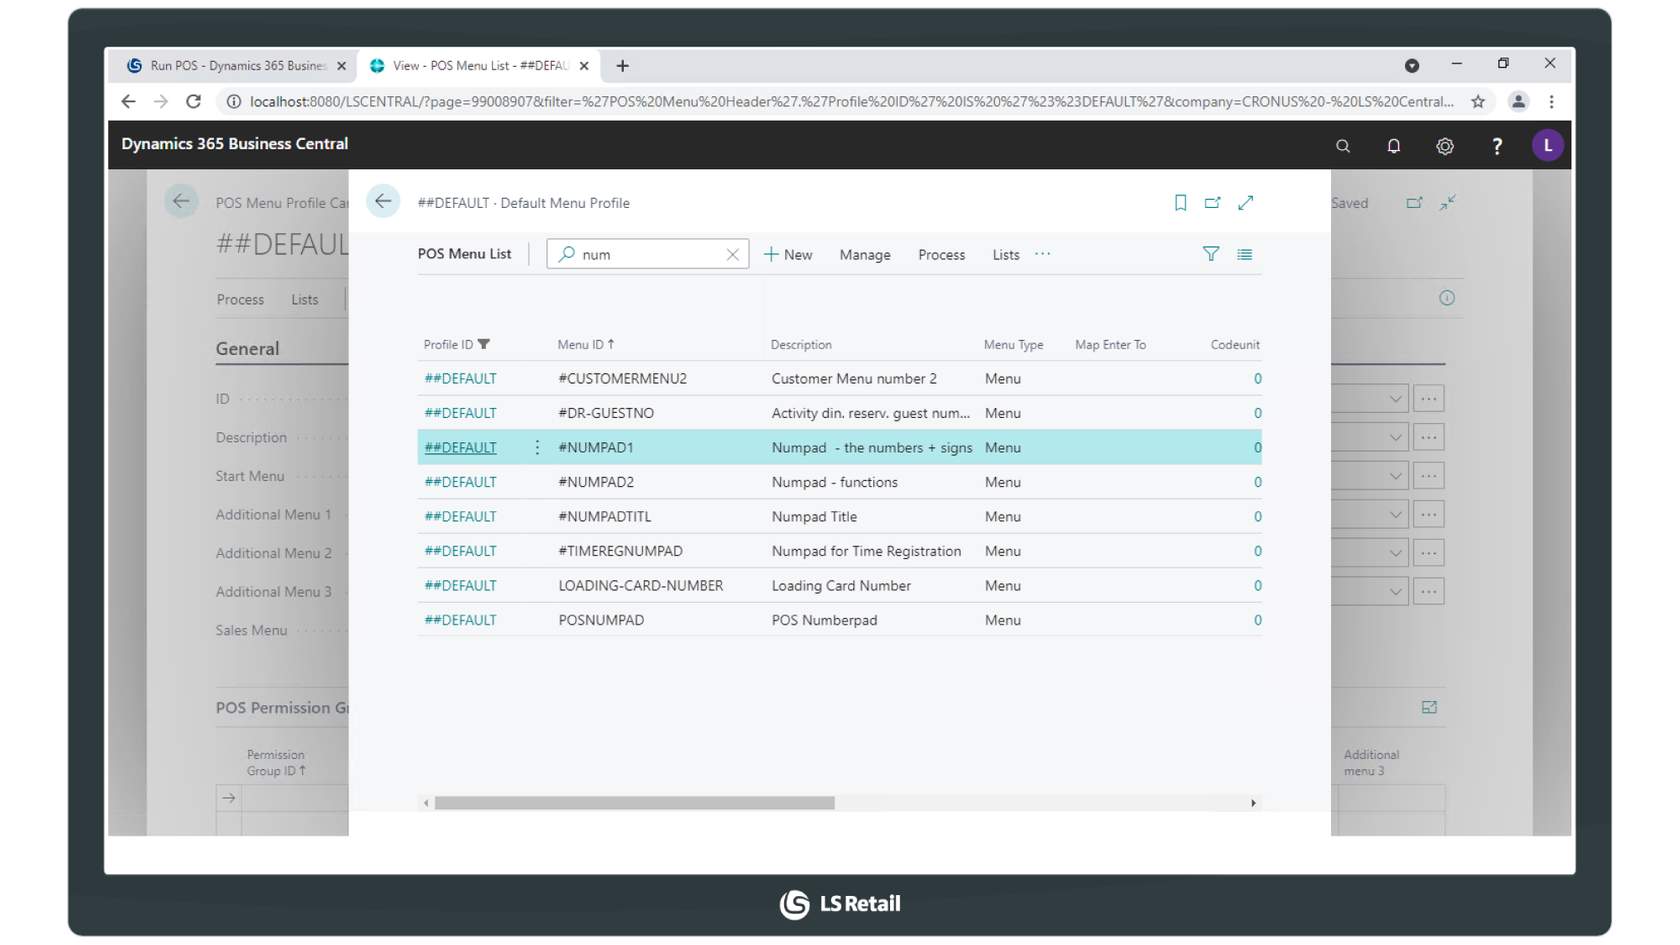 Run POS - Dynamics 365 Busines
View - POS Menu List - ##DEFAU
localhost:8080/LSCENTRAL/?page=99008907&filter=%27POS%20Menu%20Header%27.%27Profile%20ID%27%20IS%20%27%23%23DEFAULT%27&company=CRONUS%20-%20LS%20Central...
Dynamics 365 Business Central
L
POS Menu Profile Car
##DEFAULT · Default Menu Profile
Saved
##DEFAUL
POS Menu List
num
New
Manage
Process
Lists
Process
Lists
General
Profile ID
Menu ID ↑
Description
Menu Type
Map Enter To
Codeunit
##DEFAULT #CUSTOMERMENU2 Customer Menu number 2 Menu 0
##DEFAULT #DR-GUESTNO Activity din. reserv. guest num... Menu 0
##DEFAULT #NUMPAD1 Numpad - the numbers + signs Menu 0
##DEFAULT #NUMPAD2 Numpad - functions Menu 0
##DEFAULT #NUMPADTITL Numpad Title Menu 0
##DEFAULT #TIMEREGNUMPAD Numpad for Time Registration Menu 0
##DEFAULT LOADING-CARD-NUMBER Loading Card Number Menu 0
##DEFAULT POSNUMPAD POS Numberpad Menu 0
ID
Description
Start Menu
Additional Menu 1
Additional Menu 2
Additional Menu 3
Sales Menu
POS Permission Gr
Permission
Group ID ↑
Additional
menu 3
LS Retail